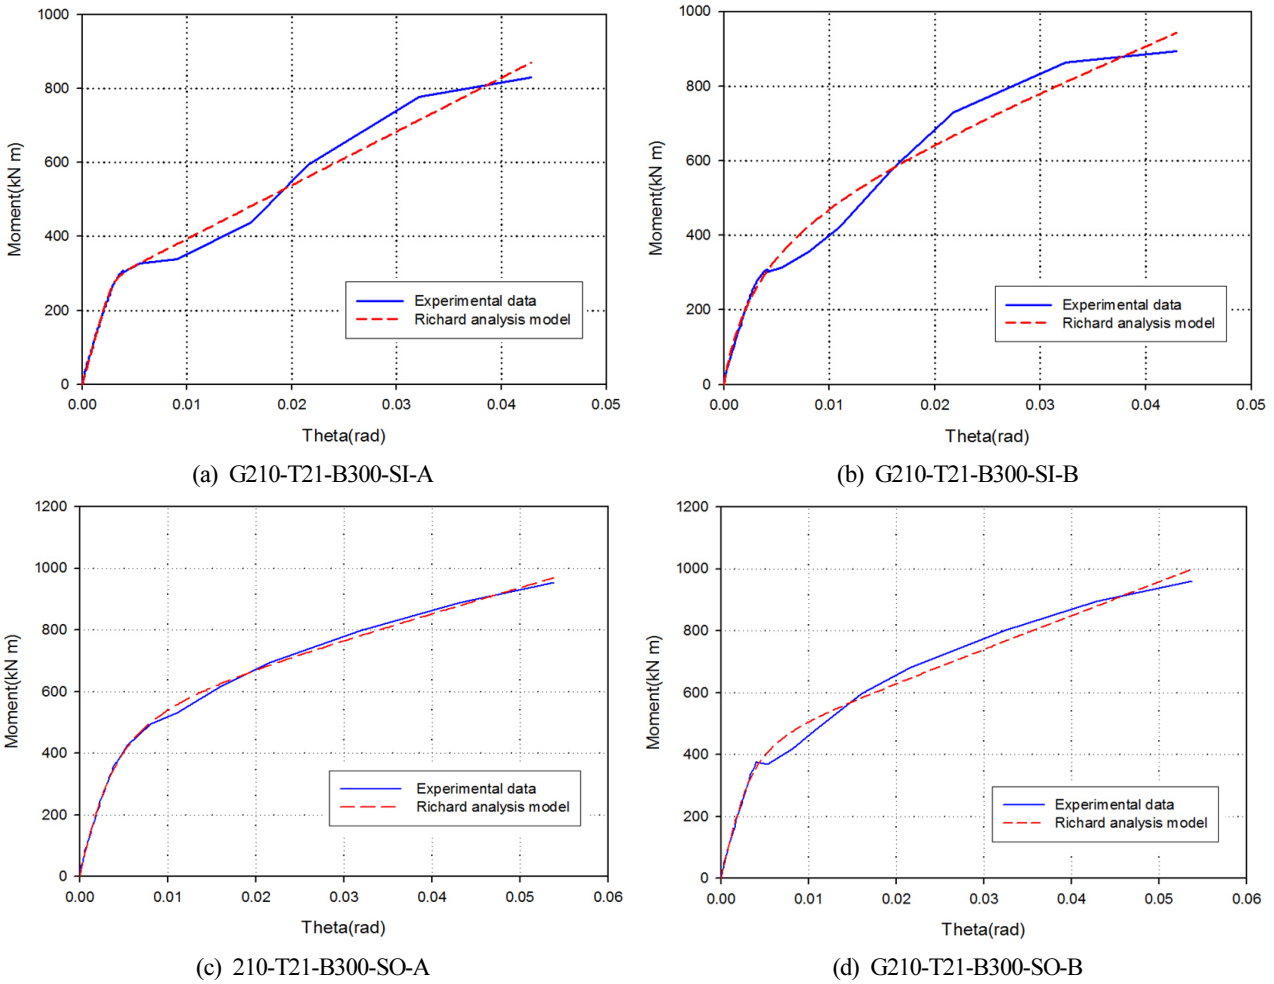 1000
800
600
400
200
0
Moment(kN m)
Experimental data
Richard analysis model
0.00 0.01 0.02 0.03 0.04 0.05
Theta(rad)
(a) G210-T21-B300-SI-A
1000
800
600
400
200
0
Moment(kN m)
Experimental data
Richard analysis model
0.00 0.01 0.02 0.03 0.04 0.05
Theta(rad)
(b) G210-T21-B300-SI-B
1200
1000
800
600
400
200
0
Moment(kN m)
Experimental data
Richard analysis model
0.00 0.01 0.02 0.03 0.04 0.05 0.06
Theta(rad)
(c) 210-T21-B300-SO-A
1200
1000
800
600
400
200
0
Moment(kN m)
Experimental data
Richard analysis model
0.00 0.01 0.02 0.03 0.04 0.05 0.06
Theta(rad)
(d) G210-T21-B300-SO-B